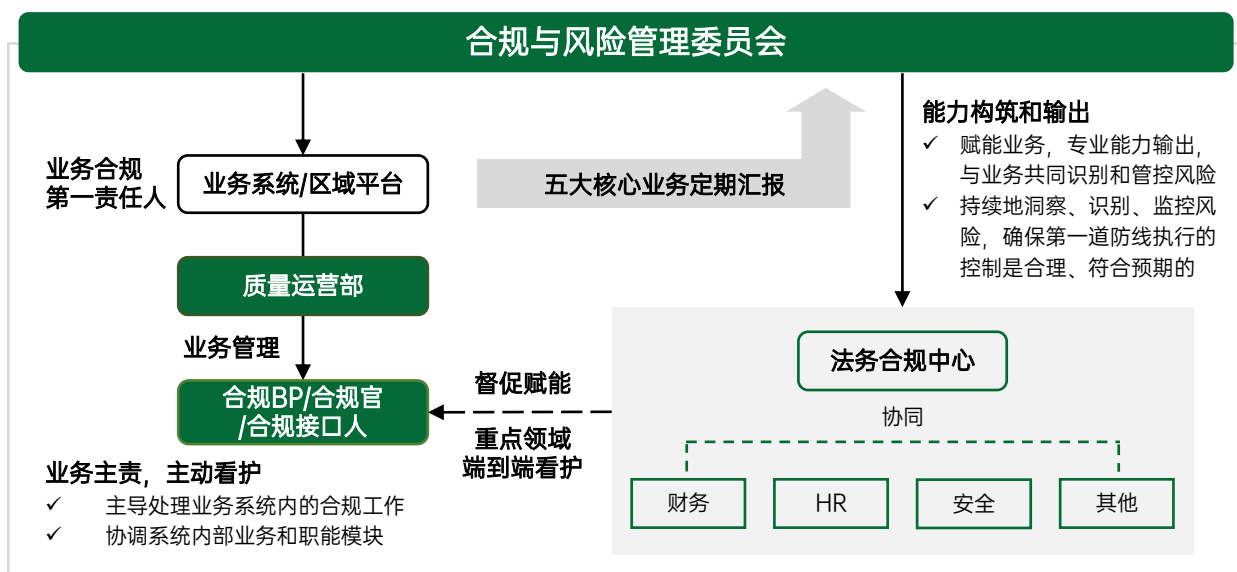 合规与风险管理委员会
业务合规
第一责任人
业务系统/区域平台
质量运营部
业务管理
合规BP/合规官
/合规接口人
业务主责，主动看护
✓ 主导处理业务系统内的合规工作
✓ 协调系统内部业务和职能模块
五大核心业务定期汇报
督促赋能
重点领域
端到端看护
能力构筑和输出
✓ 赋能业务，专业能力输出，
与业务共同识别和管控风险
✓ 持续地洞察、识别、监控风
险，确保第一道防线执行的
控制是合理、符合预期的
法务合规中心
协同
财务
HR
安全
其他